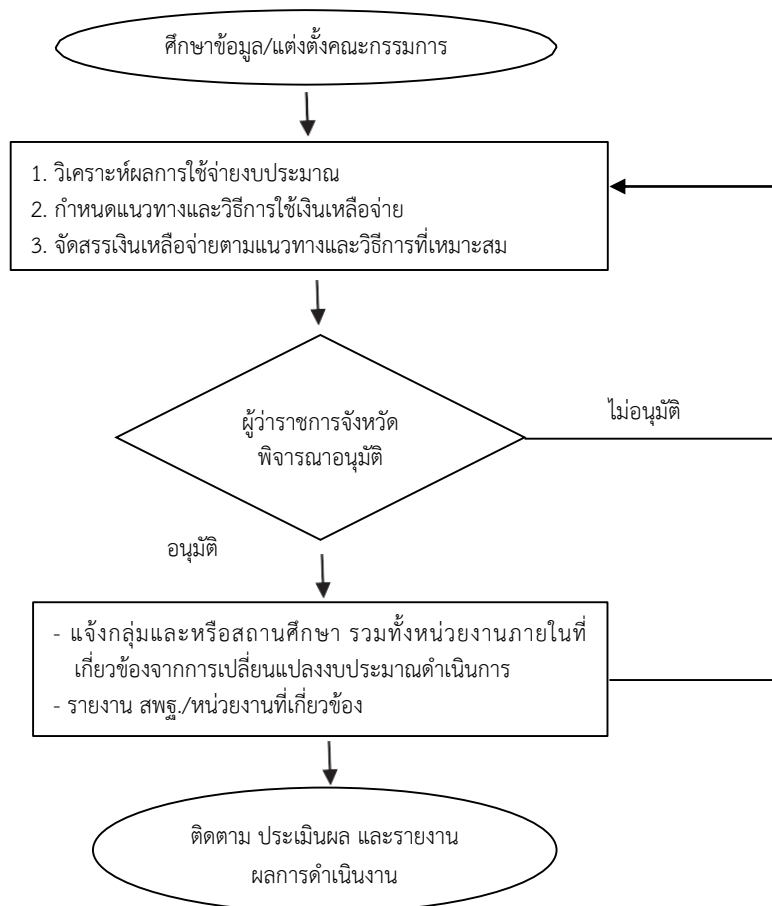 ศึกษาข้อมูล/แต่งตั้งคณะกรรมการ
1. วิเคราะห์ผลการใช้จ่ายงบประมาณ
2. กำหนดแนวทางและวิธีการใช้เงินเหลือจ่าย
3. จัดสรรเงินเหลือจ่ายตามแนวทางและวิธีการที่เหมาะสม
ผู้ว่าราชการจังหวัด
พิจารณาอนุมัติ
ไม่อนุมัติ
อนุมัติ
- แจ้งกลุ่มและหรือสถานศึกษา รวมทั้งหน่วยงานภายในที่
เกี่ยวข้องจากการเปลี่ยนแปลงงบประมาณดำเนินการ
- รายงาน สพฐ./หน่วยงานที่เกี่ยวข้อง
ติดตาม ประเมินผล และรายงาน
ผลการดำเนินงาน